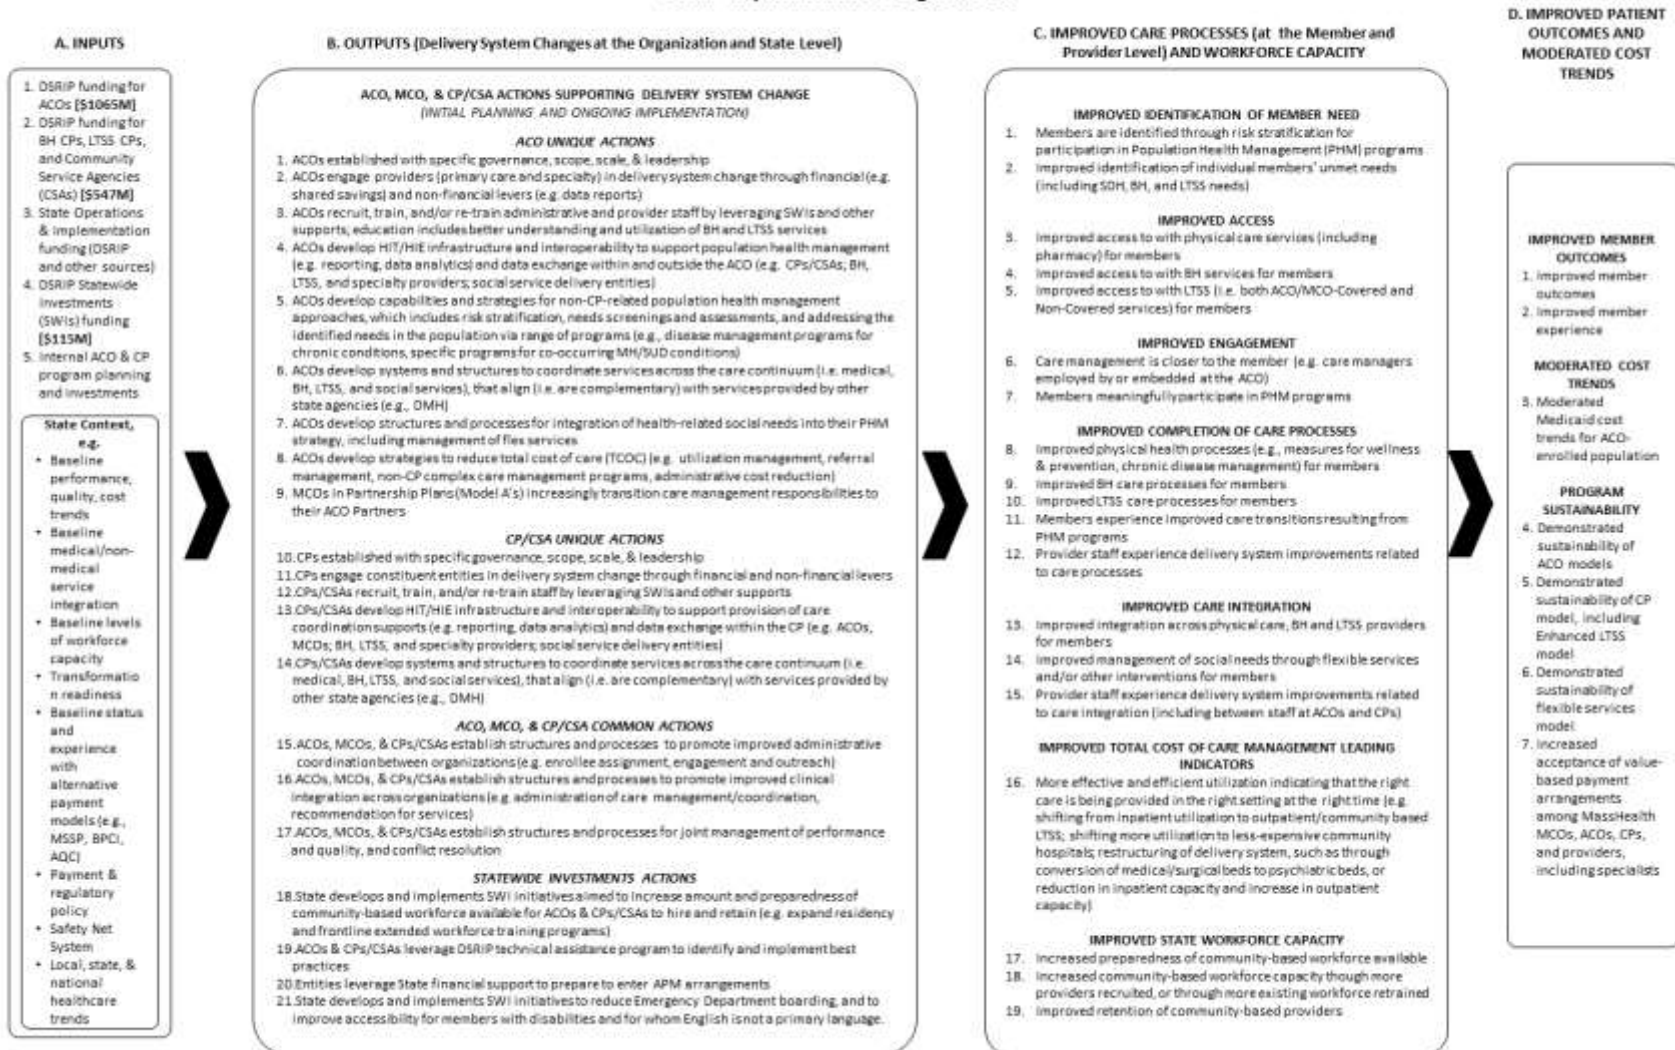 A. INPUTS
1. DSRIP funding for
ACOs [$1065M]
2. DSRIP funding for
BH CPs, LTSS CPs,
and Community
Service Agencies
(CSAs) [$547M]
3. State Operations
& Implementation
funding (DSRIP
and other sources)
4. DSRIP Statewide
Investments
(SWIs) funding
[$115M]
5. Internal ACO & CP
program planning
and investments
State Context,
e.g.
• Baseline
performance,
quality, cost
trends
• Baseline
medical/non-
medical
service
integration
• Baseline levels
of workforce
capacity
• Transformatio
n readiness
• Baseline status
and
experience
with
alternative
payment
models (e.g.,
MSSP, BPCI,
AQC)
• Payment &
regulatory
policy
• Safety Net
System
• Local, state, &
national
healthcare
trends
B. OUTPUTS (Delivery System Changes at the Organization and State Level)
ACO, MCO, & CP/CSA ACTIONS SUPPORTING DELIVERY SYSTEM CHANGE
(INITIAL PLANNING AND ONGOING IMPLEMENTATION)
ACO UNIQUE ACTIONS
1. ACOs established with specific governance, scope, scale, & leadership
2. ACOs engage providers (primary care and specialty) in delivery system change through financial (e.g.
shared savings) and non-financial levers (e.g. data reports)
3. ACOs recruit, train, and/or re-train administrative and provider staff by leveraging SWIs and other
supports; education includes better understanding and utilization of BH and LTSS services
4. ACOs develop HIT/HIE infrastructure and interoperability to support population health management
(e.g. reporting, data analytics) and data exchange within and outside the ACO (e.g. CPs/CSAs; BH,
LTSS, and specialty providers; social service delivery entities)
5. ACOs develop capabilities and strategies for non-CP-related population health management
approaches, which includes risk stratification, needs screenings and assessments, and addressing the
identified needs in the population via range of programs (e.g., disease management programs for
chronic conditions, specific programs for co-occurring MH/SUD conditions)
6. ACOs develop systems and structures to coordinate services across the care continuum (i.e. medical,
BH, LTSS, and social services), that align (i.e. are complementary) with services provided by other
state agencies (e.g., DMH)
7. ACOs develop structures and processes for integration of health-related social needs into their PHM
strategy, including management of flex services
8. ACOs develop strategies to reduce total cost of care (TCOC) (e.g. utilization management, referral
management, non-CP complex care management programs, administrative cost reduction)
9. MCOs in Partnership Plans (Model A's) increasingly transition care management responsibilities to
their ACO Partners
CP/CSA UNIQUE ACTIONS
10. CPs established with specific governance, scope, scale, & leadership
11. CPs engage constituent entities in delivery system change through financial and non-financial levers
12. CPs/CSAs recruit, train, and/or re-train staff by leveraging SWIs and other supports
13. CPs/CSAs develop HIT/HIE infrastructure and interoperability to support provision of care
coordination supports (e.g. reporting, data analytics) and data exchange within the CP (e.g. ACOs,
MCOs; BH, LTSS, and specialty providers; social service delivery entities)
14. CPs/CSAs develop systems and structures to coordinate services across the care continuum (i.e.
medical, BH, LTSS, and social services), that align (i.e. are complementary) with services provided by
other state agencies (e.g., DMH)
ACO, MCO, & CP/CSA COMMON ACTIONS
15. ACOs, MCOs, & CPs/CSAs establish structures and processes to promote improved administrative
coordination between organizations (e.g. enrollee assignment, engagement and outreach)
16. ACOs, MCOs, & CPs/CSAs establish structures and processes to promote improved clinical
integration across organizations (e.g. administration of care management/coordination,
recommendation for services)
17. ACOs, MCOs, & CPs/CSAs establish structures and processes for joint management of performance
and quality, and conflict resolution
STATEWIDE INVESTMENTS ACTIONS
18. State develops and implements SWI initiatives aimed to increase amount and preparedness of
community-based workforce available for ACOs & CPs/CSAs to hire and retain (e.g. expand residency
and frontline extended workforce training programs)
19. ACOs & CPs/CSAs leverage DSRIP technical assistance program to identify and implement best
practices
20. Entities leverage State financial support to prepare to enter APM arrangements
21. State develops and implements SWI initiatives to reduce Emergency Department boarding, and to
improve accessibility for members with disabilities and for whom English is not a primary language.
C. IMPROVED CARE PROCESSES (at the Member and
Provider Level) AND WORKFORCE CAPACITY
IMPROVED IDENTIFICATION OF MEMBER NEED
1. Members are identified through risk stratification for
participation in Population Health Management (PHM) programs
2. Improved identification of individual members' unmet needs
(including SDH, BH, and LTSS needs)
IMPROVED ACCESS
3. Improved access to with physical care services (including
pharmacy) for members
4. Improved access to with BH services for members
5. Improved access to with LTSS (i.e. both ACO/MCO-Covered and
Non-Covered services) for members
IMPROVED ENGAGEMENT
6. Care management is closer to the member (e.g. care managers
employed by or embedded at the ACO)
7. Members meaningfully participate in PHM programs
IMPROVED COMPLETION OF CARE PROCESSES
8. Improved physical health processes (e.g., measures for wellness
& prevention, chronic disease management) for members
9. Improved BH care processes for members
10. Improved LTSS care processes for members
11. Members experience improved care transitions resulting from
PHM programs
12. Provider staff experience delivery system improvements related
to care processes
IMPROVED CARE INTEGRATION
13. Improved integration across physical care, BH and LTSS providers
for members
14. Improved management of social needs through flexible services
and/or other interventions for members
15. Provider staff experience delivery system improvements related
to care integration (including between staff at ACOs and CPs)
IMPROVED TOTAL COST OF CARE MANAGEMENT LEADING
INDICATORS
16. More effective and efficient utilization indicating that the right
care is being provided in the right setting at the right time (e.g.
shifting from inpatient utilization to outpatient/community based
LTSS; shifting more utilization to less-expensive community
hospitals; restructuring of delivery system, such as through
conversion of medical/surgical beds to psychiatric beds, or
reduction in inpatient capacity and increase in outpatient
capacity)
IMPROVED STATE WORKFORCE CAPACITY
17. Increased preparedness of community-based workforce available
18. Increased community-based workforce capacity though more
providers recruited, or through more existing workforce retrained
19. Improved retention of community-based providers
D. IMPROVED PATIENT
OUTCOMES AND
MODERATED COST
TRENDS
IMPROVED MEMBER
OUTCOMES
1. Improved member
outcomes
2. Improved member
experience
MODERATED COST
TRENDS
3. Moderated
Medicaid cost
trends for ACO-
enrolled population
PROGRAM
SUSTAINABILITY
4. Demonstrated
sustainability of
ACO models
5. Demonstrated
sustainability of CP
model, including
Enhanced LTSS
model
6. Demonstrated
sustainability of
flexible services
model
7. Increased
acceptance of value-
based payment
arrangements
among MassHealth
MCOs, ACOs, CPs,
and providers,
including specialists